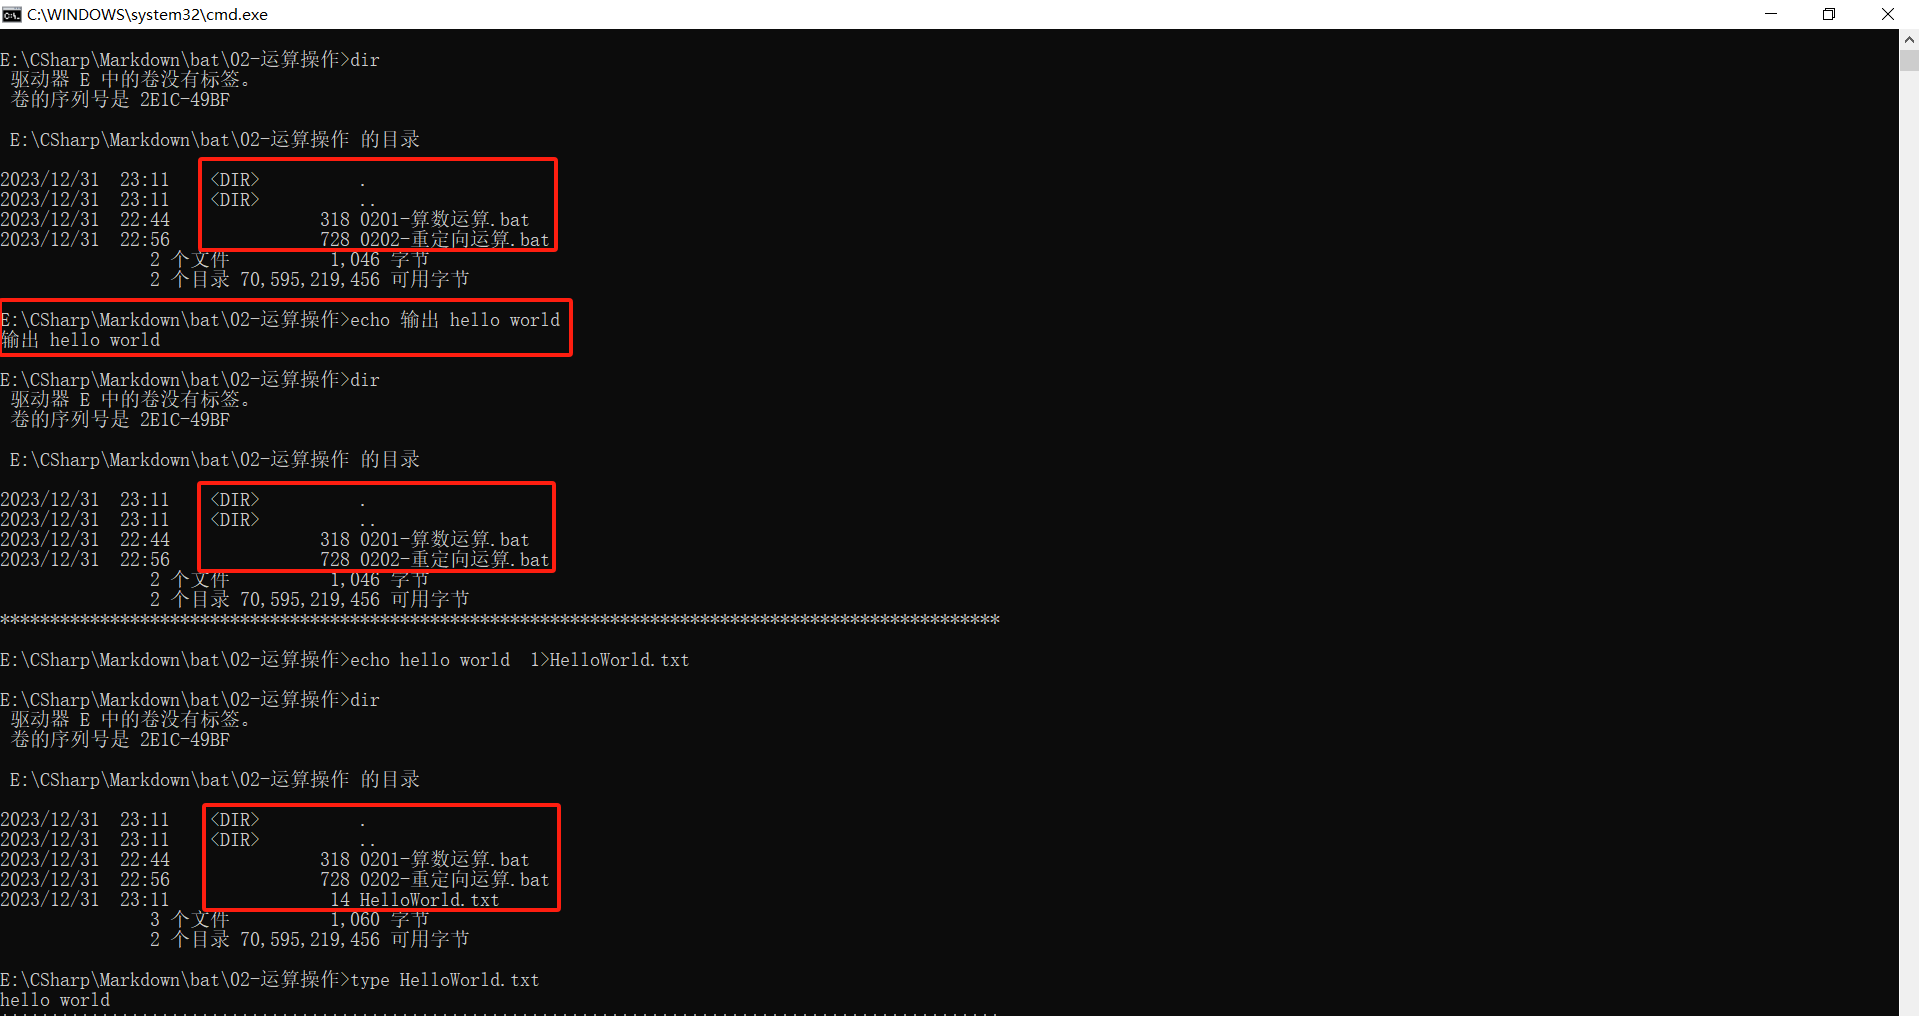 C:\WINDOWS\system32\cmd.exe
E:\CSharp\Markdown\bat\02-运算操作>dir
驱动器 E 中的卷没有标签。
卷的序列号是 2E1C-49BF
E:\CSharp\Markdown\bat\02-运算操作 的目录
2023/12/31  23:11    <DIR>          .
2023/12/31  23:11    <DIR>          ..
2023/12/31  22:44               318 0201-算数运算.bat
2023/12/31  22:56               728 0202-重定向运算.bat
2 个文件          1,046 字节
2 个目录 70,595,219,456 可用字节
E:\CSharp\Markdown\bat\02-运算操作>echo 输出 hello world
输出 hello world
E:\CSharp\Markdown\bat\02-运算操作>dir
驱动器 E 中的卷没有标签。
卷的序列号是 2E1C-49BF
E:\CSharp\Markdown\bat\02-运算操作 的目录
2023/12/31  23:11    <DIR>          .
2023/12/31  23:11    <DIR>          ..
2023/12/31  22:44               318 0201-算数运算.bat
2023/12/31  22:56               728 0202-重定向运算.bat
2 个文件          1,046 字节
2 个目录 70,595,219,456 可用字节
****************************************************************************************************
E:\CSharp\Markdown\bat\02-运算操作>echo hello world  1>HelloWorld.txt
E:\CSharp\Markdown\bat\02-运算操作>dir
驱动器 E 中的卷没有标签。
卷的序列号是 2E1C-49BF
E:\CSharp\Markdown\bat\02-运算操作 的目录
2023/12/31  23:11    <DIR>          .
2023/12/31  23:11    <DIR>          ..
2023/12/31  22:44               318 0201-算数运算.bat
2023/12/31  22:56               728 0202-重定向运算.bat
2023/12/31  23:11                14 HelloWorld.txt
3 个文件          1,060 字节
2 个目录 70,595,219,456 可用字节
E:\CSharp\Markdown\bat\02-运算操作>type HelloWorld.txt
hello world